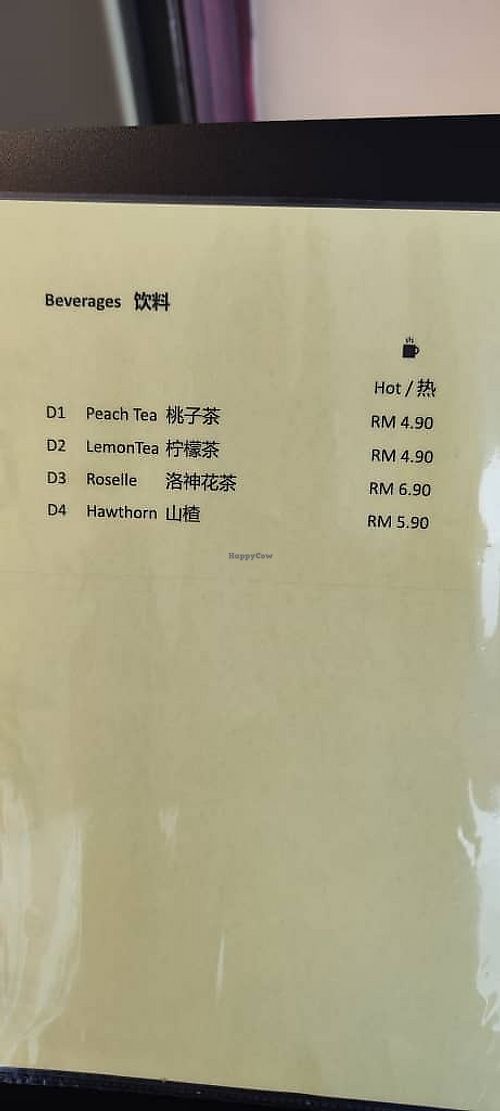 Beverages 饮料
Hot / 热
D1 Peach Tea 桃子茶 RM 4.90
D2 LemonTea 柠檬茶 RM 4.90
D3 Roselle 洛神花茶 RM 6.90
D4 Hawthorn 山楂 RM 5.90
HappyCow